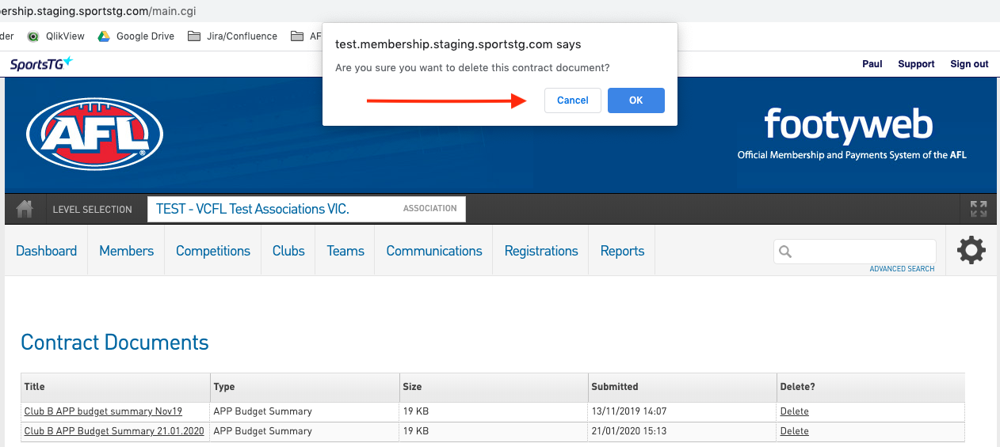 ership.staging.sportstg.com/main.cgi
der QlikView Google Drive Jira/Confluence AF
test.membership.staging.sportstg.com says
Are you sure you want to delete this contract document?
Cancel OK
SportsTG Paul Support Sign out
AFL
®
footyweb
Official Membership and Payments System of the AFL
LEVEL SELECTION TEST - VCFL Test Associations VIC. ASSOCIATION
Dashboard Members Competitions Clubs Teams Communications Registrations Reports
ADVANCED SEARCH
Contract Documents
Title Type Size Submitted Delete?
Club B APP budget summary Nov19 APP Budget Summary 19 KB 13/11/2019 14:07 Delete
Club B APP Budget Summary 21.01.2020 APP Budget Summary 19 KB 21/01/2020 15:13 Delete